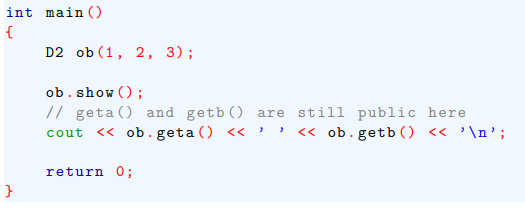 int main()
{
D2 ob(1, 2, 3);
ob.show();
// geta() and getb() are still public here
cout << ob.geta() << ’ ’ << ob.getb() << ’\n’;
return 0;
}